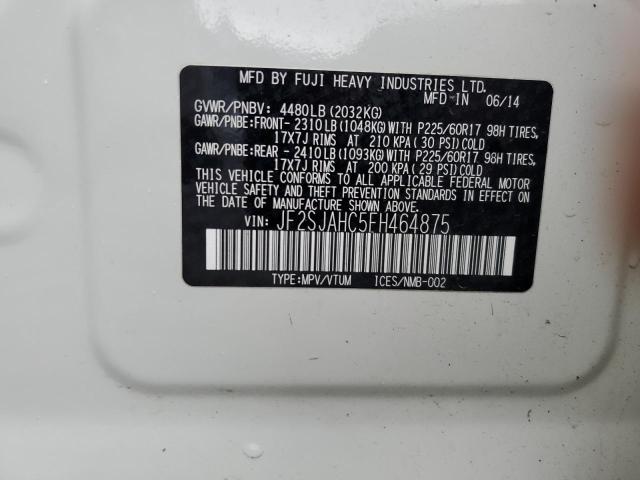 MFD BY FUJI HEAVY INDUSTRIES LTD.
MFD IN 06/14
GVWR/PNBV: 4480LB(2032KG)
GAWR/PNBE:FRONT- 2310LB(1048KG)WITH P225/60R17 98H TIRES,
17X7J RIMS AT 210 KPA(30 PSI)COLD
GAWR/PNBE:REAR - 2410LB(1093KG)WITH P225/60R17 98H TIRES,
17X7J RIMS AT 200 KPA(29 PSI)COLD
THIS VEHICLE CONFORMS TO ALL APPLICABLE FEDERAL MOTOR
VEHICLE SAFETY AND THEFT PREVENTION STANDARDS IN EFFECT ON
THE DATE OF MANUFACTURE SHOWN ABOVE.
VIN: JF2SJAHC5FH464875
TYPE:MPV/VTUM ICES/NMB-002